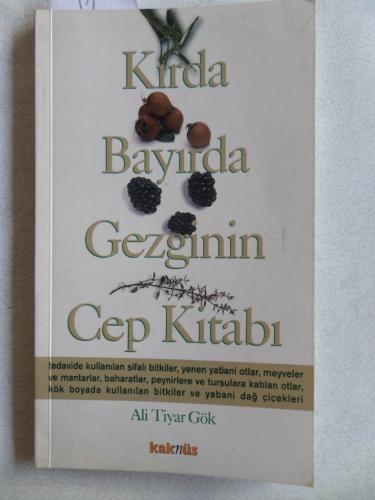 Kırda
Bayırda
Gezginin
Cep Kitabı
tedavide kullanılan şifalı bitkiler, yenen yabani otlar, meyveler
ve mantarlar, baharatlar, peynirlere ve turşulara katılan otlar,
kök boyada kullanılan bitkiler ve yabani dağ çiçekleri
Ali Tiyar Gök
kaknüs